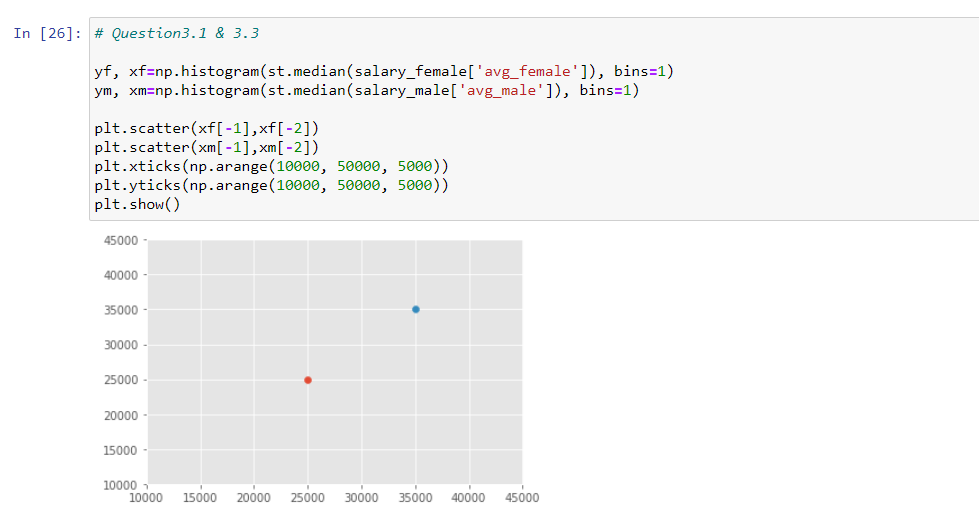 In [26]: # Question3.1 & 3.3
yf, xf=np.histogram(st.median(salary_female['avg_female']), bins=1)
ym, xm=np.histogram(st.median(salary_male['avg_male']), bins=1)
plt.scatter(xf[-1],xf[-2])
plt.scatter(xm[-1],xm[-2])
plt.xticks(np.arange(10000, 50000, 5000))
plt.yticks(np.arange(10000, 50000, 5000))
plt.show()
45000
40000
35000
30000
25000
20000
15000
10000
10000 15000 20000 25000 30000 35000 40000 45000